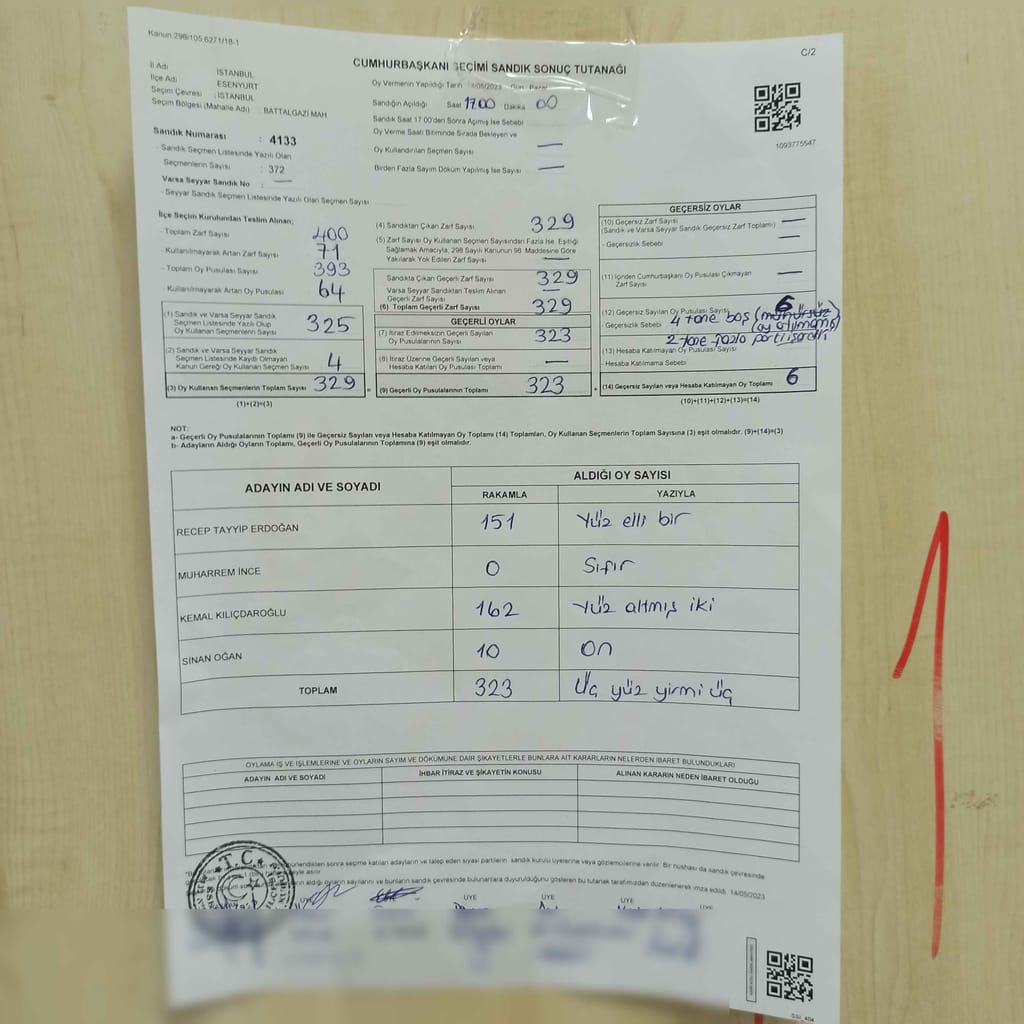 Kanun.298/105,6271/18-1
C/2
CUMHURBAŞKANI SEÇİMİ SANDIK SONUÇ TUTANAĞI
İl Adı İSTANBUL
İlçe Adı ESENYURT
Seçim Çevresi : İSTANBUL
Seçim Bölgesi (Mahalle Adı) : BATTALGAZİ MAH
Oy Vermenin Yapıldığı Tarih /05/2023 Gün
Sandığın Açıldığı Saat 17.00 Dakika 00
Sandık Saat 17.00'den Sonra Açılmış İse Sebebi
Oy Verme Saati Bitiminde Sırada Bekleyen ve
Oy Kullandırılan Seçmen Sayısı —
Birden Fazla Sayım Döküm Yapılmış İse Sayısı —
1093775547
Sandık Numarası : 4133
- Sandık Seçmen Listesinde Yazılı Olan
Seçmenlerin Sayısı : 372
Varsa Seyyar Sandık No : —
- Seyyar Sandık Seçmen Listesinde Yazılı Olan Seçmen Sayısı
İlçe Seçim Kurulundan Teslim Alınan;
- Toplam Zarf Sayısı 400
- Kullanılmayarak Artan Zarf Sayısı 71
- Toplam Oy Pusulası Sayısı 393
- Kullanılmayarak Artan Oy Pusulası 64
(1) Sandık ve Varsa Seyyar Sandık
Seçmen Listesinde Yazılı Olup
Oy Kullanan Seçmenlerin Sayısı 325
(2) Sandık ve Varsa Seyyar Sandık
Seçmen Listesinde Kayıtlı Olmayan
Kanun Gereği Oy Kullanan Seçmen Sayısı 4
(3) Oy Kullanan Seçmenlerin Toplam Sayısı 329 =
(1)+(2)=(3)
(4) Sandıktan Çıkan Zarf Sayısı 329
(5) Zarf Sayısı Oy Kullanan Seçmen Sayısından Fazla İse, Eşitliği
Sağlamak Amacıyla, 298 Sayılı Kanunun 98. Maddesine Göre
Yakılarak Yok Edilen Zarf Sayısı —
Sandıkta Çıkan Geçerli Zarf Sayısı 329
Varsa Seyyar Sandıktan Teslim Alınan
Geçerli Zarf Sayısı —
(6) Toplam Geçerli Zarf Sayısı 329
GEÇERLİ OYLAR
(7) İtiraz Edilmeksizin Geçerli Sayılan
Oy Pusulalarının Sayısı 323
(8) İtiraz Üzerine Geçerli Sayılan veya
Hesaba Katılan Oy Pusulası Toplamı —
(9) Geçerli Oy Pusulalarının Toplamı 323 +
GEÇERSİZ OYLAR
(10) Geçersiz Zarf Sayısı —
(Sandık ve Varsa Seyyar Sandık Geçersiz Zarf Toplamı)
- Geçersizlik Sebebi —
(11) İçinden Cumhurbaşkanı Oy Pusulası Çıkmayan
Zarf Sayısı —
(12) Geçersiz Sayılan Oy Pusulası Sayısı 6
- Geçersizlik Sebebi 4 tane boş (mühürsüz)
(oy atılmamış)
2 tane fazla parti
(13) Hesaba Katılmayan Oy Pusulası Sayısı
- Hesaba Katılmama Sebebi
(14) Geçersiz Sayılan veya Hesaba Katılmayan Oy Toplamı 6
(10)+(11)+(12)+(13)=(14)
NOT:
a- Geçerli Oy Pusulalarının Toplamı (9) ile Geçersiz Sayılan veya Hesaba Katılmayan Oy Toplamı (14) Toplamları, Oy Kullanan Seçmenlerin Toplam Sayısına (3) eşit olmalıdır. (9)+(14)=(3)
b- Adayların Aldığı Oyların Toplamı, Geçerli Oy Pusulalarının Toplamına (9) eşit olmalıdır.
ADAYIN ADI VE SOYADI ALDIĞI OY SAYISI
RAKAMLA YAZIYLA
RECEP TAYYİP ERDOĞAN 151 Yüz elli bir
MUHARREM İNCE 0 Sıfır
KEMAL KILIÇDAROĞLU 162 Yüz altmış iki
SİNAN OĞAN 10 On
TOPLAM 323 Üç yüz yirmi üç
OYLAMA İŞ VE İŞLEMLERİNE VE OYLARIN SAYIM VE DÖKÜMÜNE DAİR ŞİKAYETLERLE BUNLARA AİT KARARLARIN NELERDEN İBARET BULUNDUKLARI
ADAYIN ADI VE SOYADI İHBAR İTİRAZ VE ŞİKAYETİN KONUSU ALINAN KARARIN NEDEN İBARET OLDUĞU
sonra seçime katılan adayların ve talep eden siyasi partilerin sandık kurulu üyelerine veya gözlemcilerine verilir. Bir nüshası da sandık çevresinde
asılır
aldığı oyların sayılarını ve bunların sandık çevresinde bulunanlara duyurulduğunu gösteren bu tutanak tarafımızdan düzenlenerek imza edildi. 14/05/2023
T.C.
ÜYE ÜYE ÜYE ÜYE
1